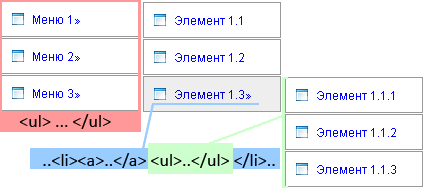 Меню 1»
Меню 2»
Меню 3»
<ul> ... </ul>
Элемент 1.1
Элемент 1.2
Элемент 1.3»
Элемент 1.1.1
Элемент 1.1.2
Элемент 1.1.3
..<li><a>..</a> <ul>..</ul> </li>..